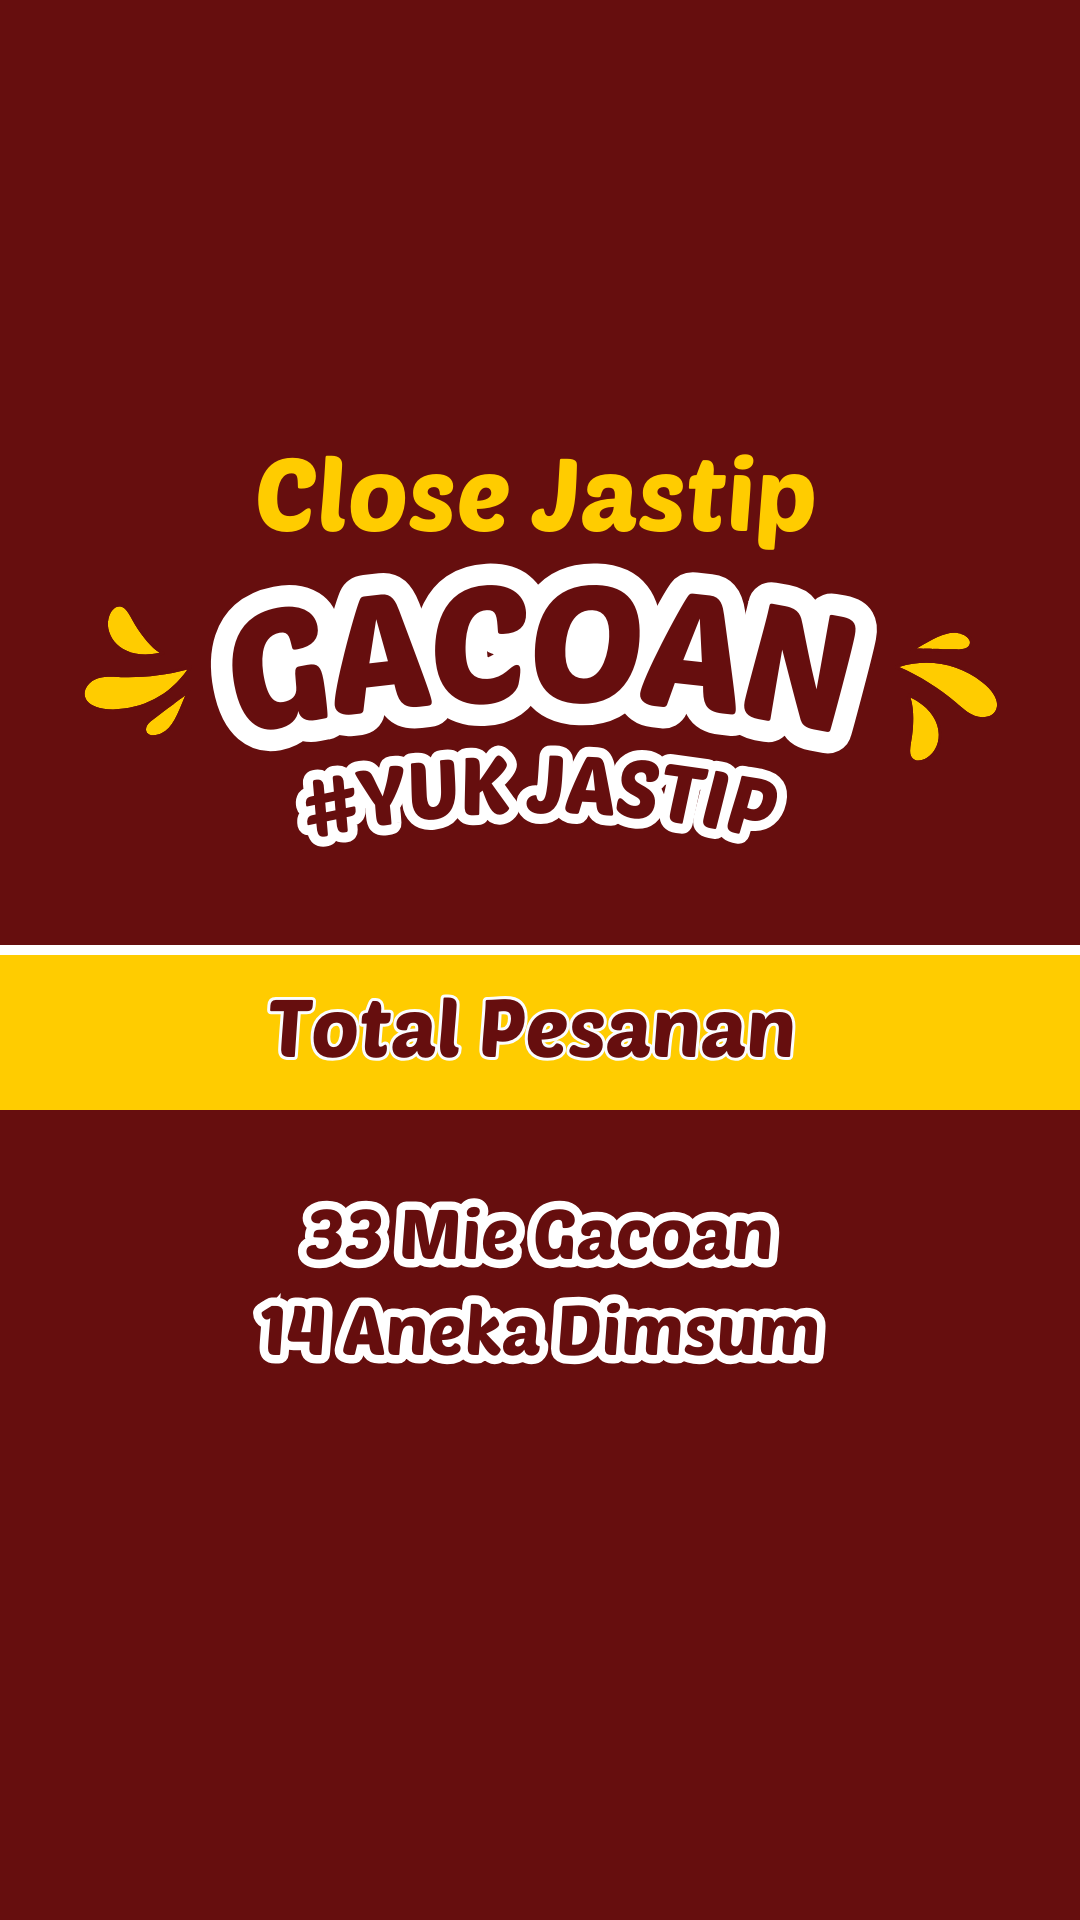 Close Jastip
GACOAN
#YUK JASTIP
Total Pesanan
33 Mie Gacoan
14 Aneka Dimsum